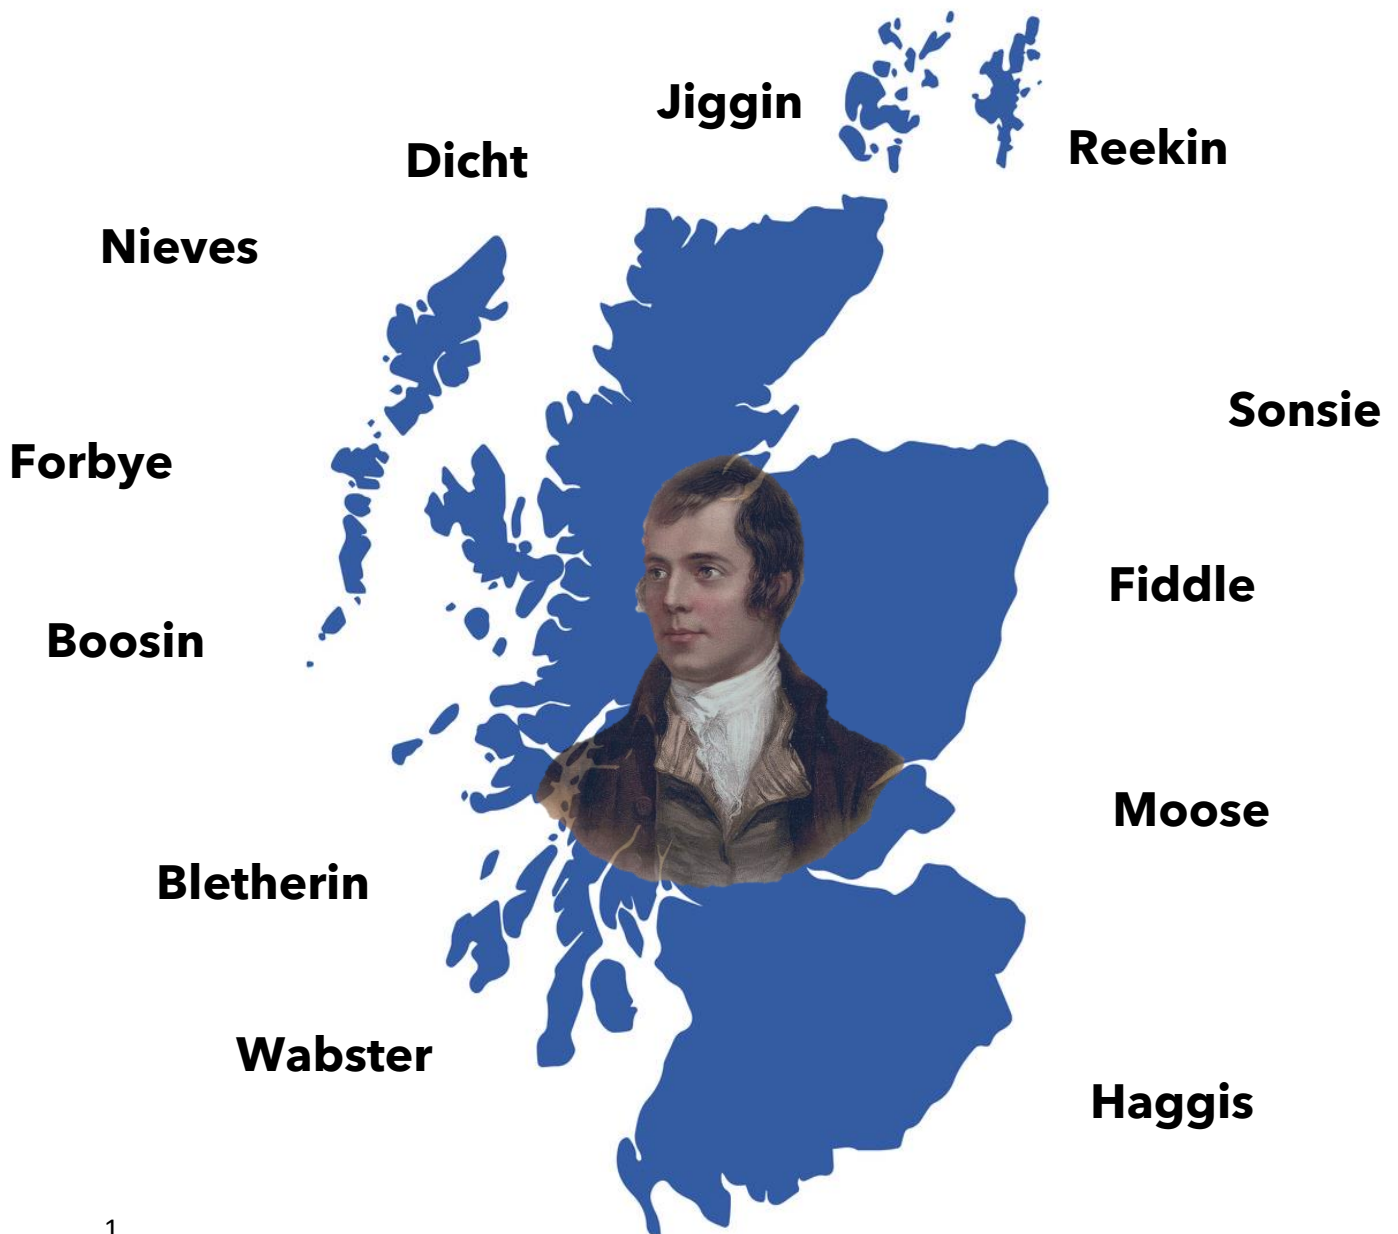 Jiggin
Reekin
Dicht
Nieves
Sonsie
Forbye
Fiddle
Boosin
Moose
Bletherin
Wabster
Haggis
1